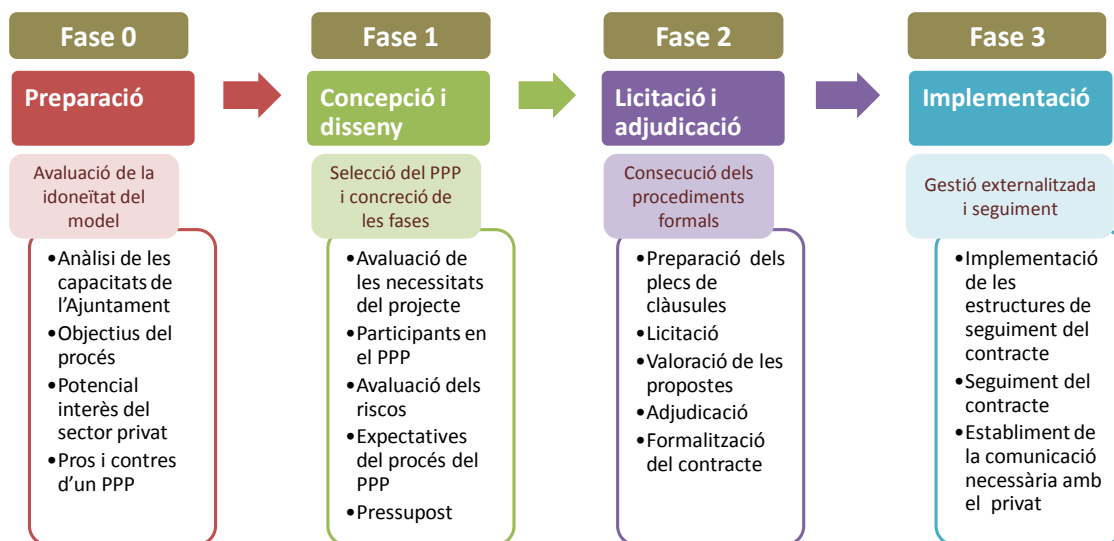 Fase 0
Preparació
Avaluació de la
idoneïtat del
model
•Anàlisi de les
capacitats de
l'Ajuntament
•Objectius del
procés
•Potencial
interès del
sector privat
•Pros i contres
d'un PPP
Fase 1
Concepció i
disseny
Selecció del PPP
i concreció de
les fases
•Avaluació de
les necessitats
del projecte
•Participants en
el PPP
•Avaluació dels
riscos
•Expectatives
del procés del
PPP
•Pressupost
Fase 2
Licitació i
adjudicació
Consecució dels
procediments
formals
•Preparació dels
plecs de
clàusules
•Licitació
•Valoració de les
propostes
•Adjudicació
•Formalització
del contracte
Fase 3
Implementació
Gestió externalitzada
i seguiment
•Implementació
de les
estructures de
seguiment del
contracte
•Seguiment del
contracte
•Establiment de
la comunicació
necessària amb
el privat